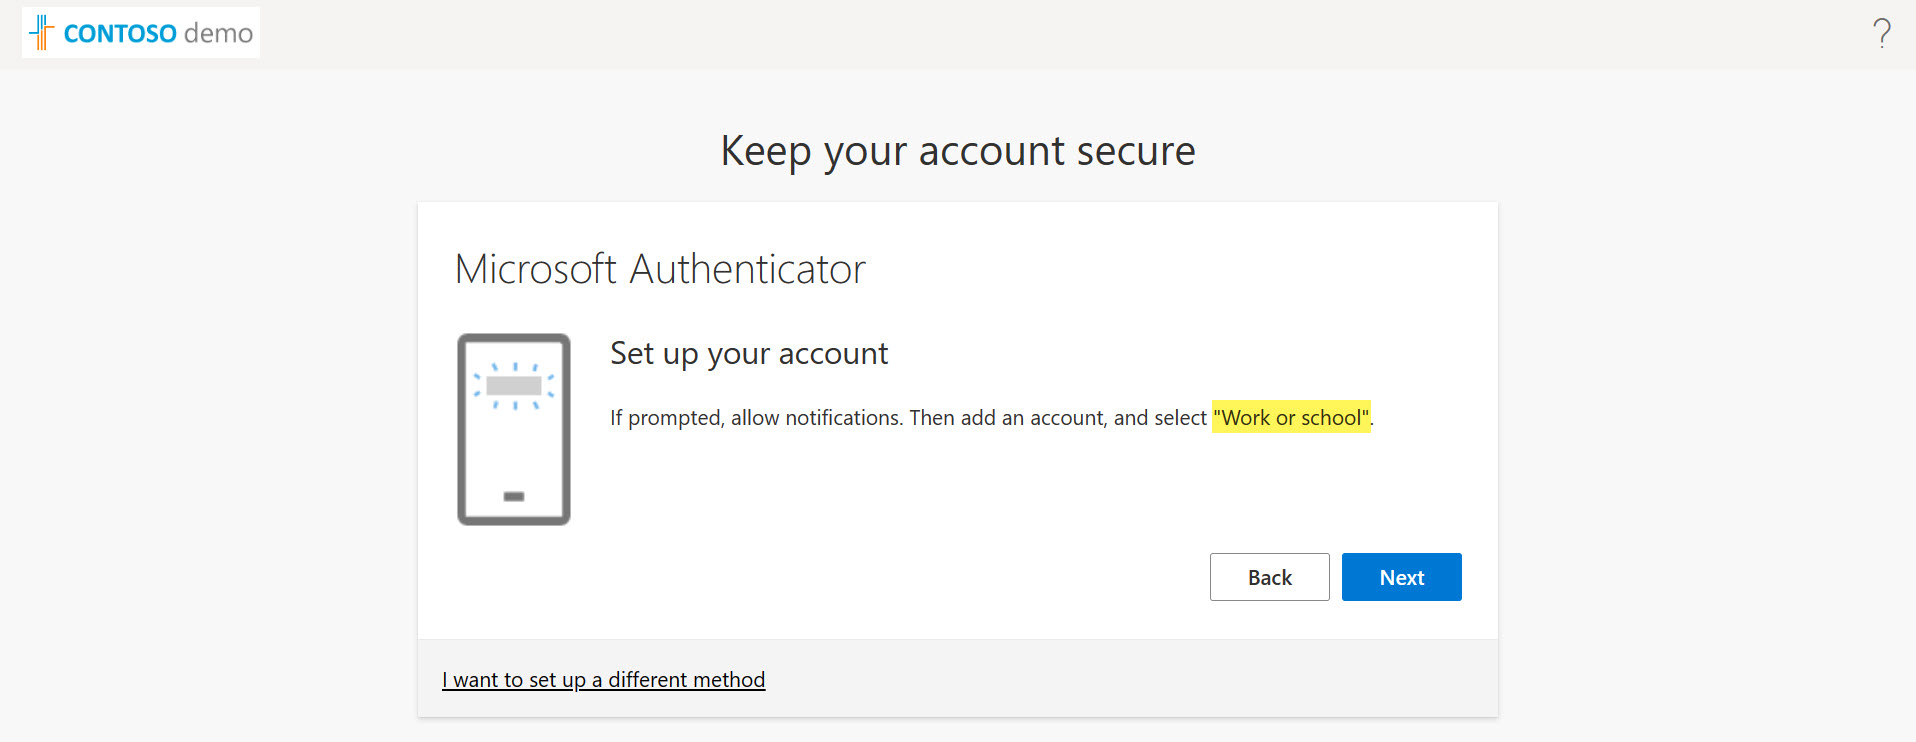 CONTOSO demo
?
Keep your account secure
Microsoft Authenticator
Set up your account
If prompted, allow notifications. Then add an account, and select "Work or school".
Back
Next
I want to set up a different method